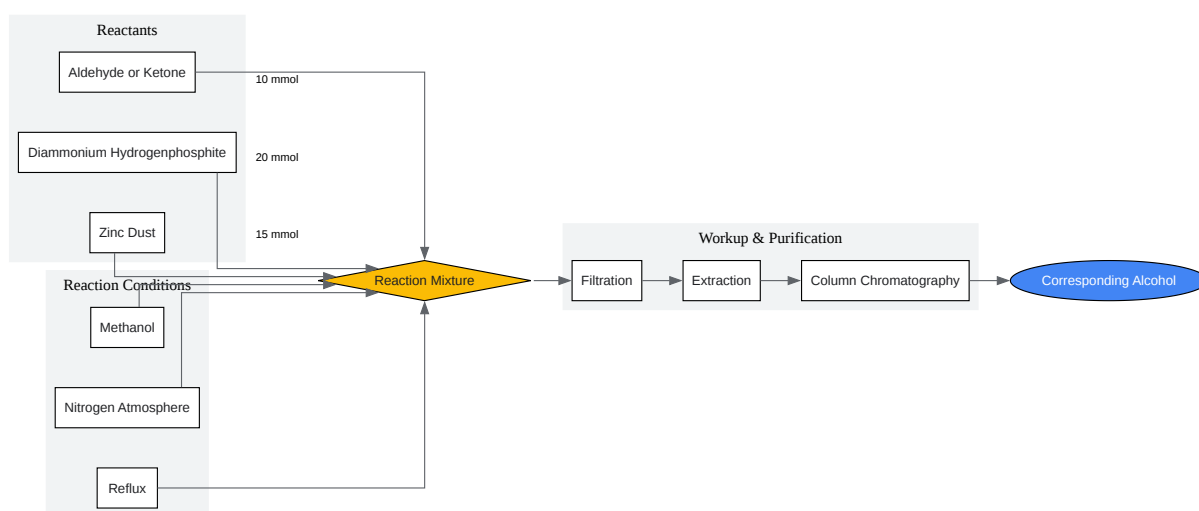 Reactants
Aldehyde or Ketone
10 mmol
Diammonium Hydrogenphosphite
20 mmol
Zinc Dust
15 mmol
Reaction Conditions
Methanol
Nitrogen Atmosphere
Reflux
Reaction Mixture
Workup & Purification
Filtration
Extraction
Column Chromatography
Corresponding Alcohol